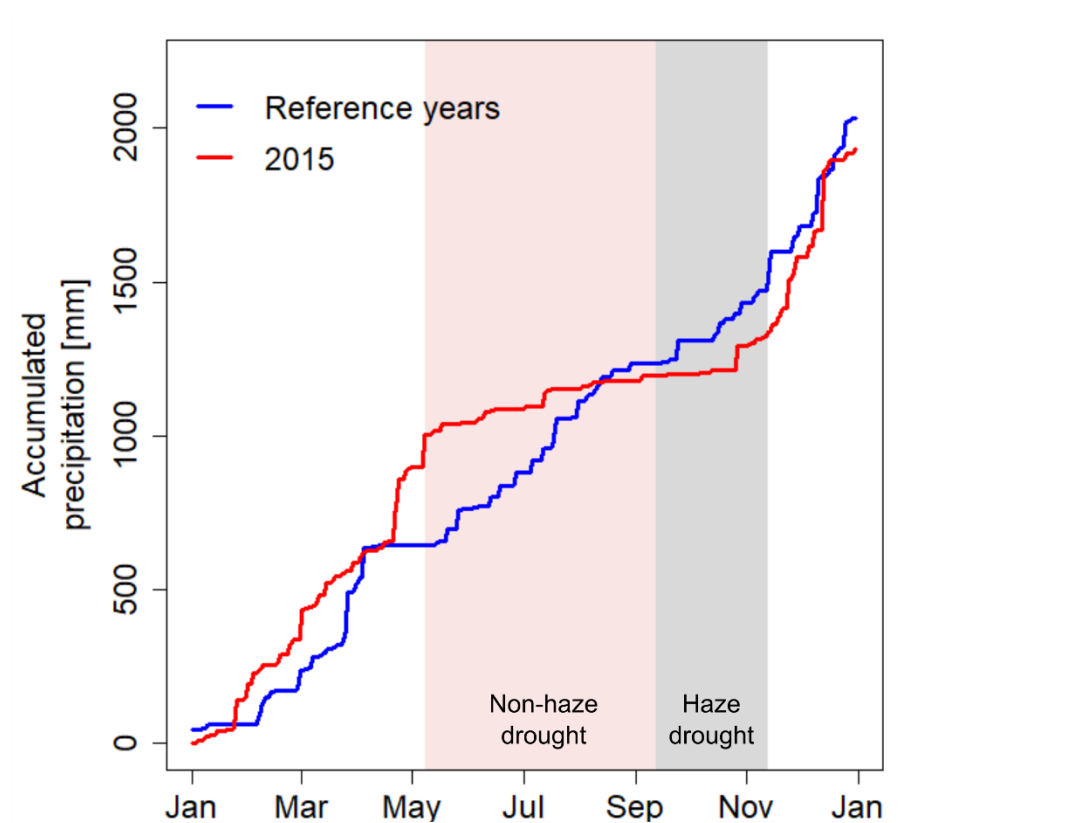 Reference years
2015
Accumulated
precipitation [mm]
2000
1500
1000
500
0
Non-haze
drought
Haze
drought
Jan Mar May Jul Sep Nov Jan